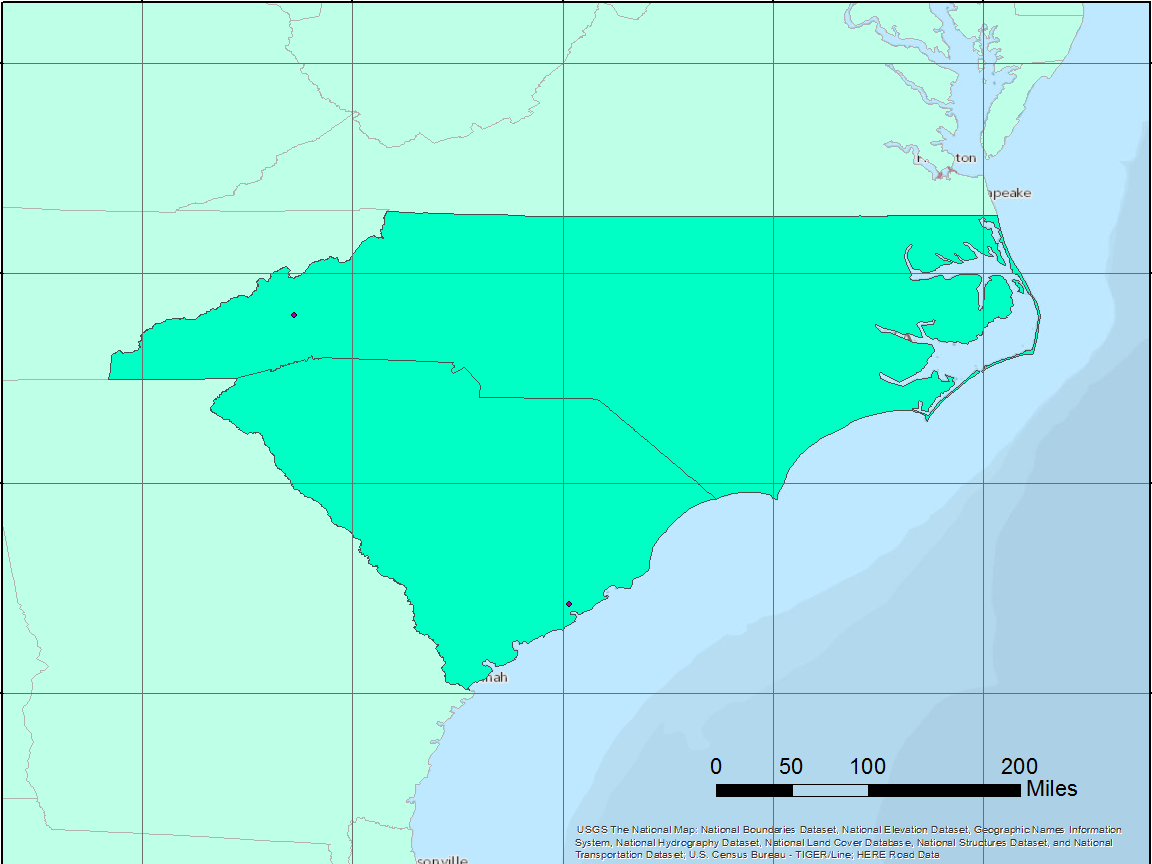 ton
apeake
nah
0 50 100 200
Miles
USGS The National Map: National Boundaries Dataset, National Elevation Dataset, Geographic Names Information
System, National Hydrography Dataset, National Land Cover Database, National Structures Dataset, and National
Transportation Dataset; U.S. Census Bureau - TIGER/Line; HERE Road Data
sonville